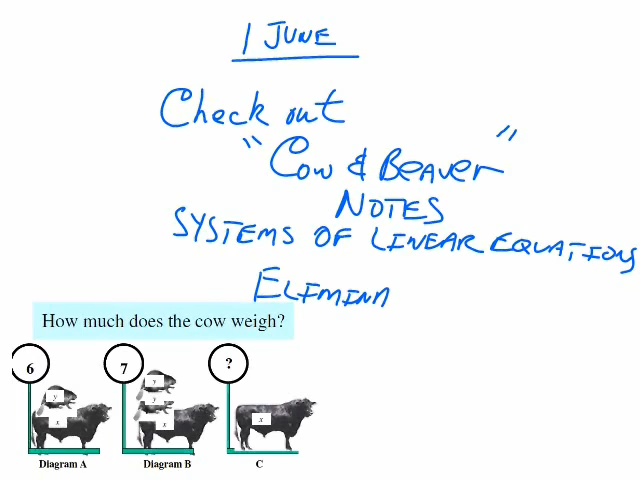 1 JUNE
Check out
"Cow & BEAVER"
NOTES
SYSTEMS OF LINEAR EQUATIONS
ELIMINA
How much does the cow weigh?
6 7 ?
y y
y
x x x
Diagram A Diagram B C